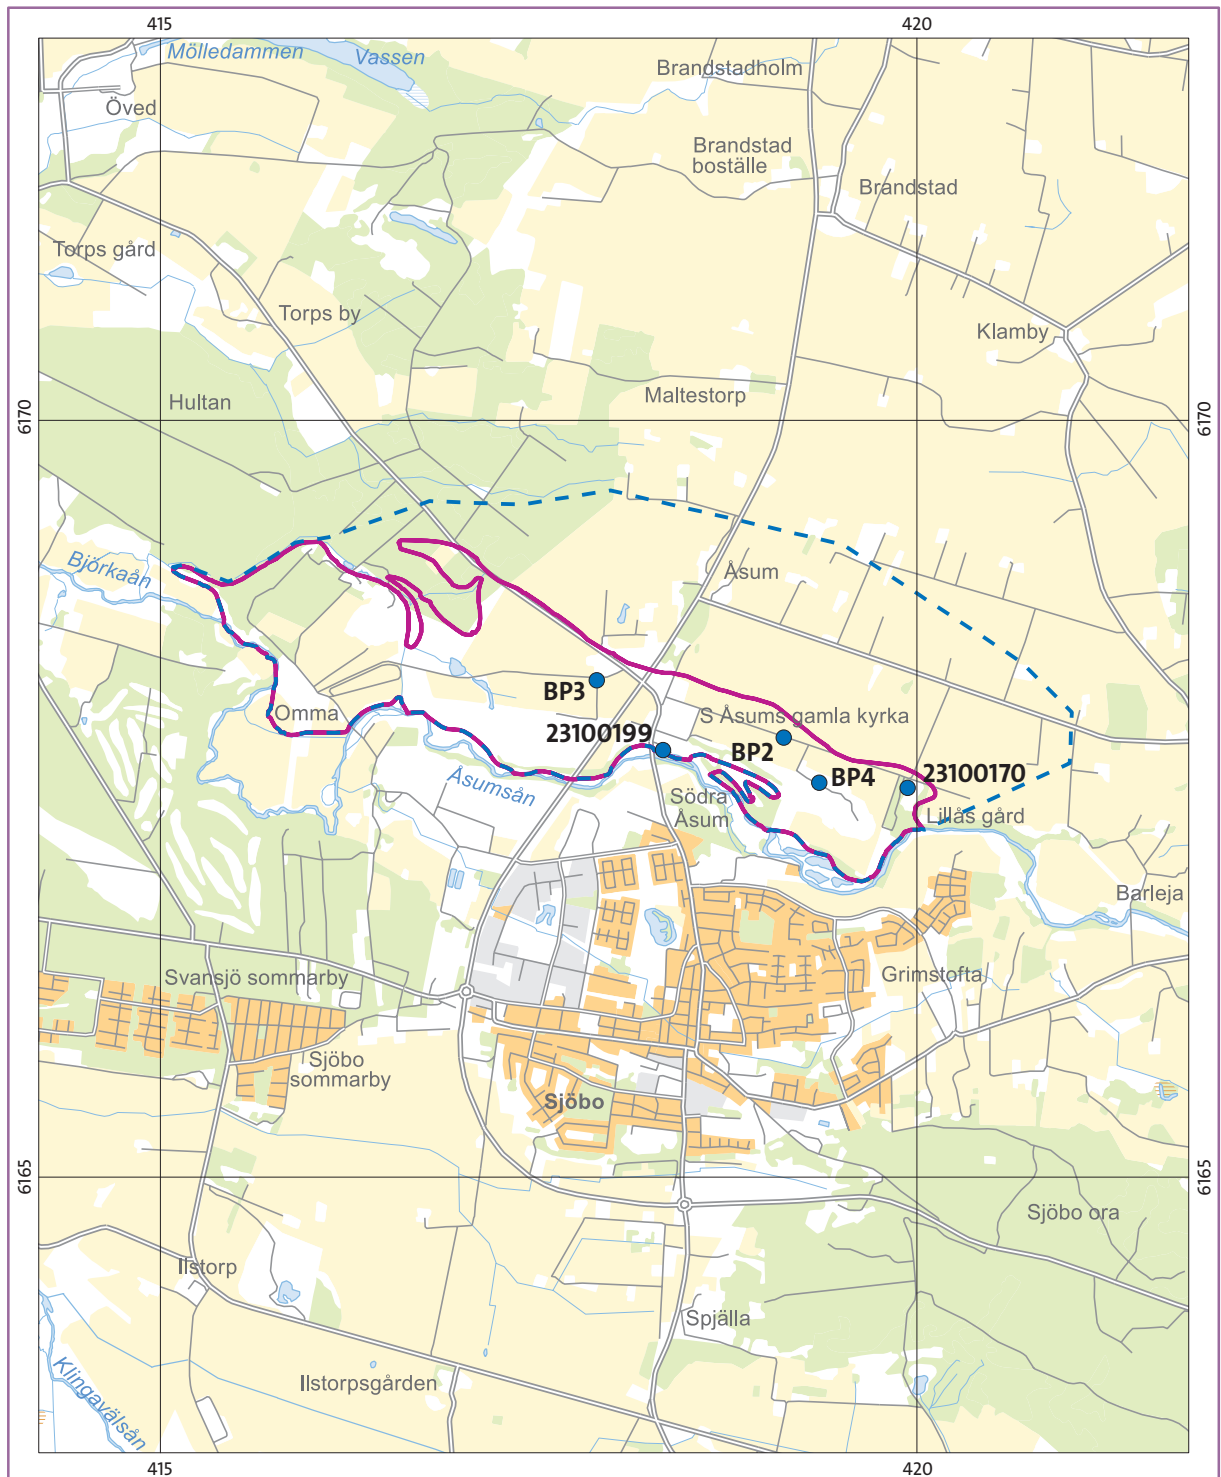 415
420
Mölledammen
Vassen
Brandstadholm
Öved
Brandstad
boställe
Brandstad
Torps gård
Torps by
Klamby
Maltestorp
Hultan
6170
6170
Björkaån
Åsum
BP3
S Åsums gamla kyrka
Omma
23100199
BP2
BP4
23100170
Åsumsån
Södra
Åsum
Lillås gård
Barleja
Svansjö sommarby
Grimstofta
Sjöbo
sommarby
Sjöbo
6165
6165
Sjöbo ora
Ilstorp
Spjälla
Ilstorpsgården
Klingavälsån
415
420